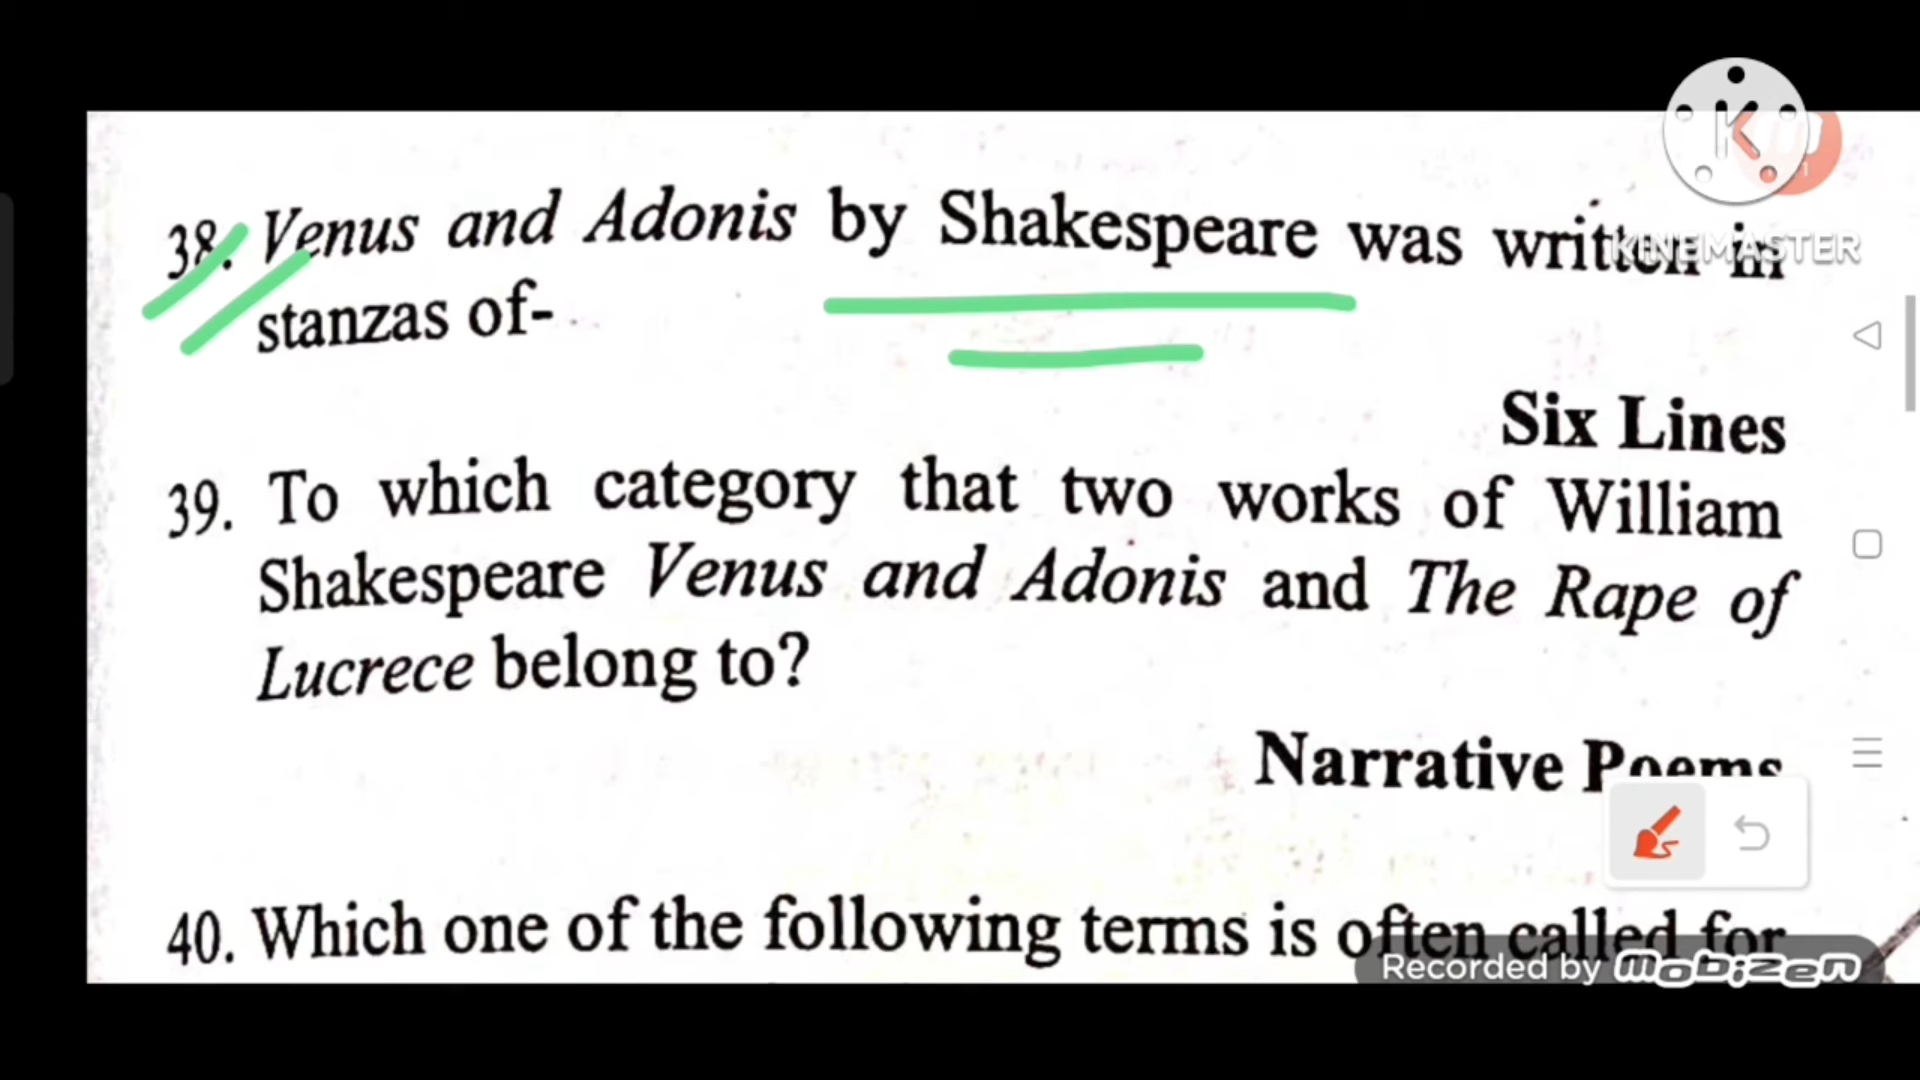 38. Venus and Adonis by Shakespeare was written in
stanzas of-
Six Lines
39. To which category that two works of William
Shakespeare Venus and Adonis and The Rape of
Lucrece belong to?
Narrative Poems
40. Which one of the following terms is often called for
KINEMASTER
Recorded by mobizen